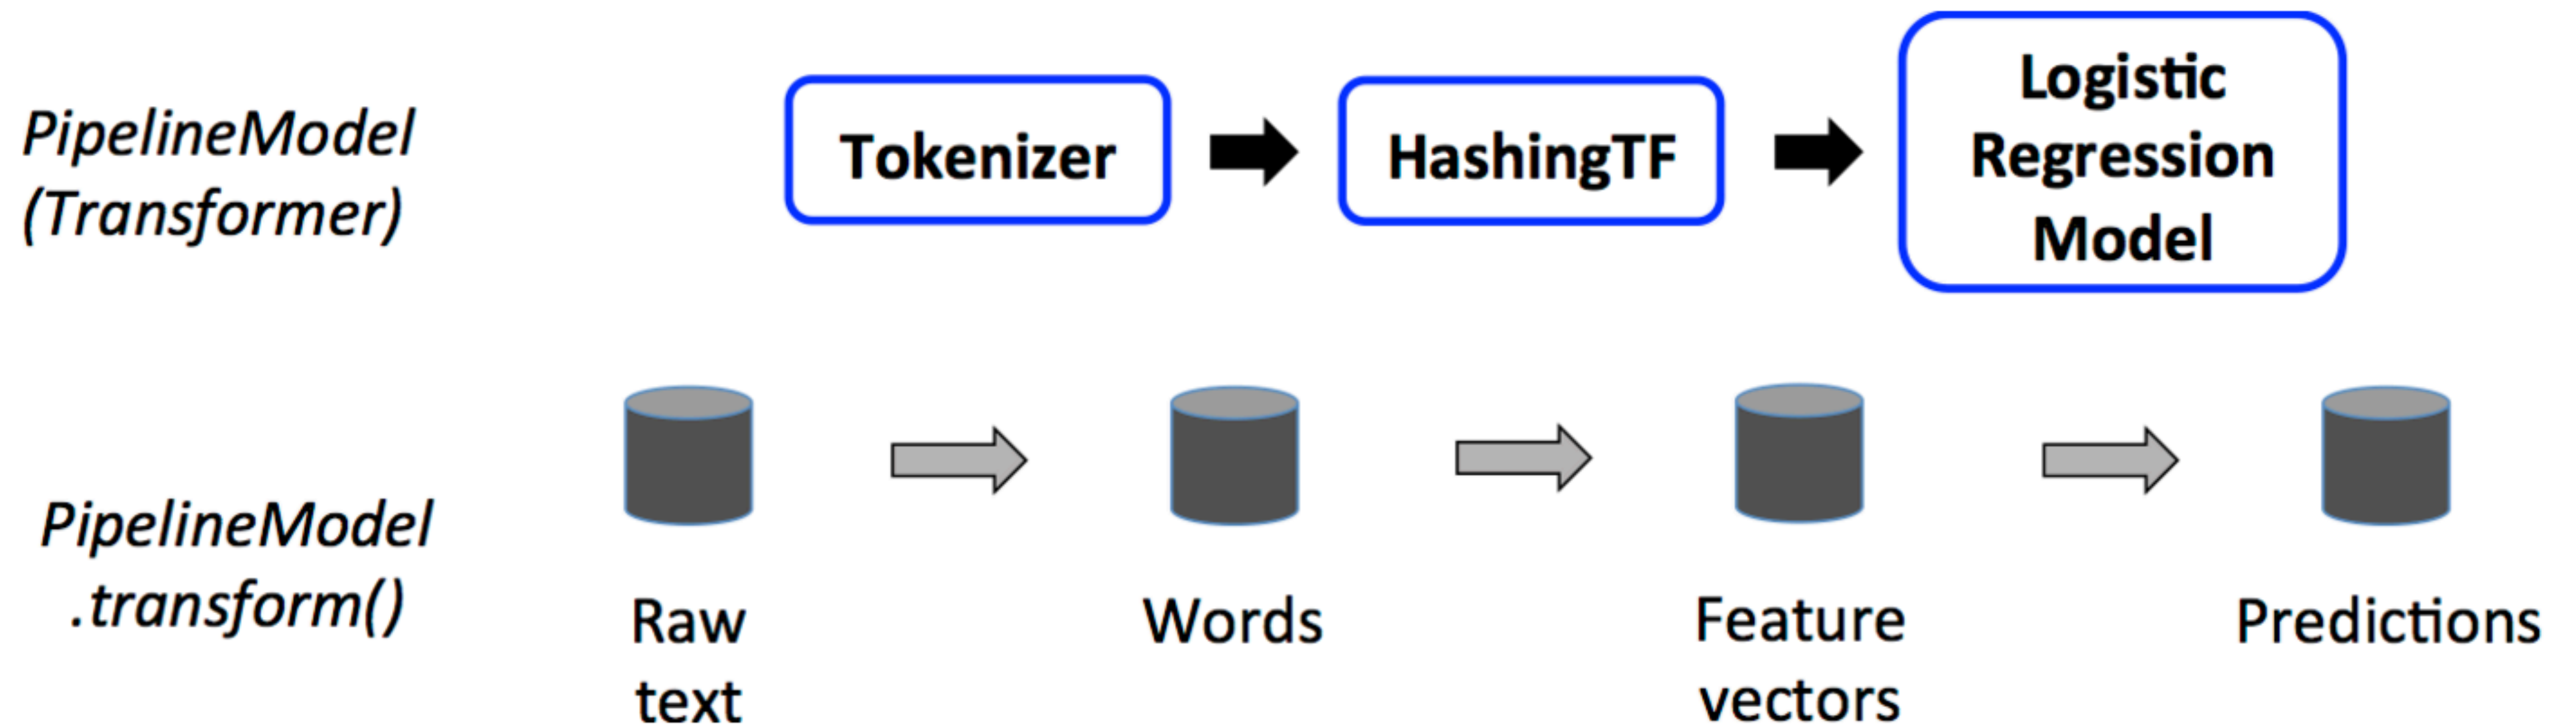 PipelineModel
(Transformer)
Tokenizer
HashingTF
Logistic
Regression
Model
PipelineModel
.transform()
Raw
text
Words
Feature
vectors
Predictions